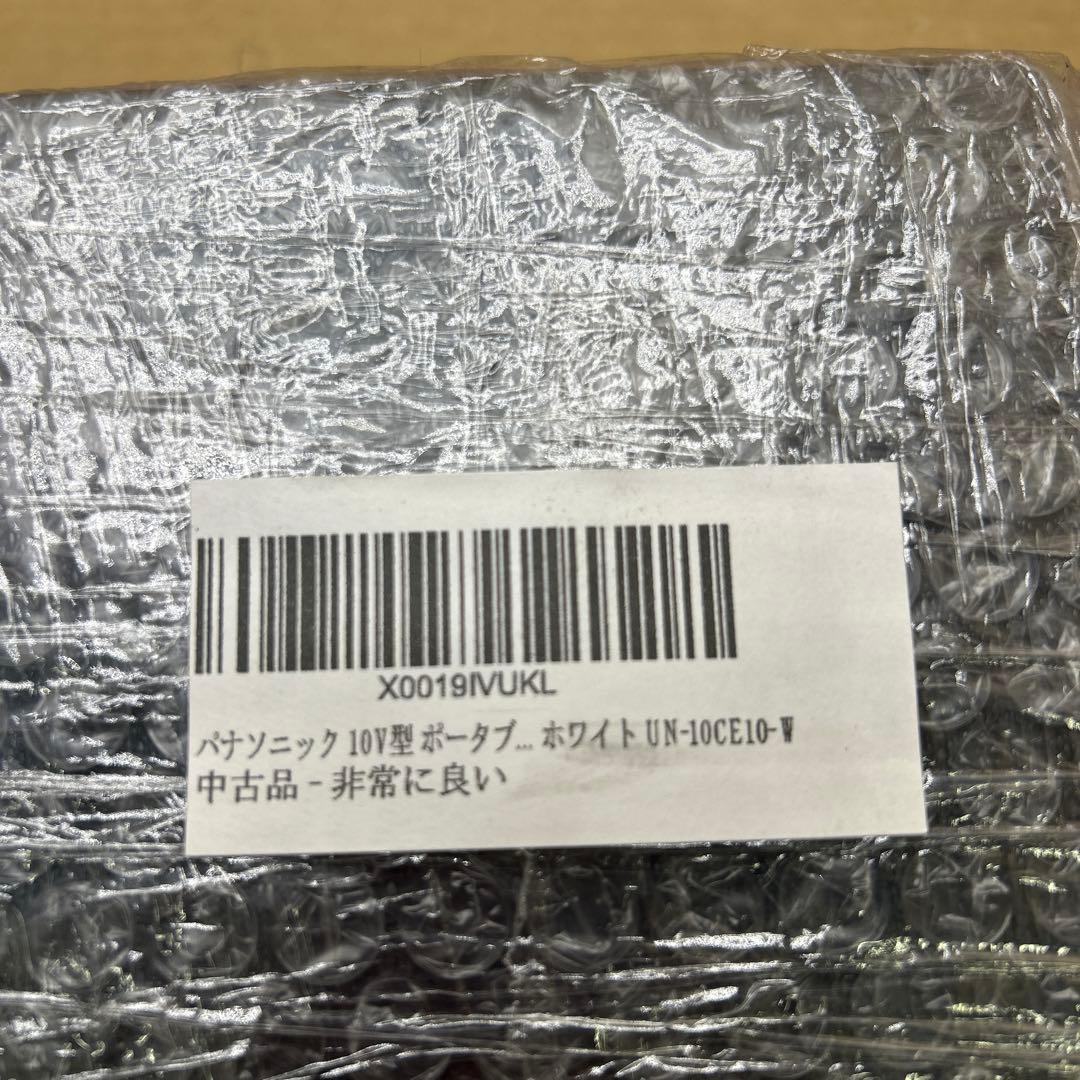 X0019IVUKL
パナソニック 10V型 ポータブ... ホワイト UN-10CE10-W
中古品 - 非常に良い